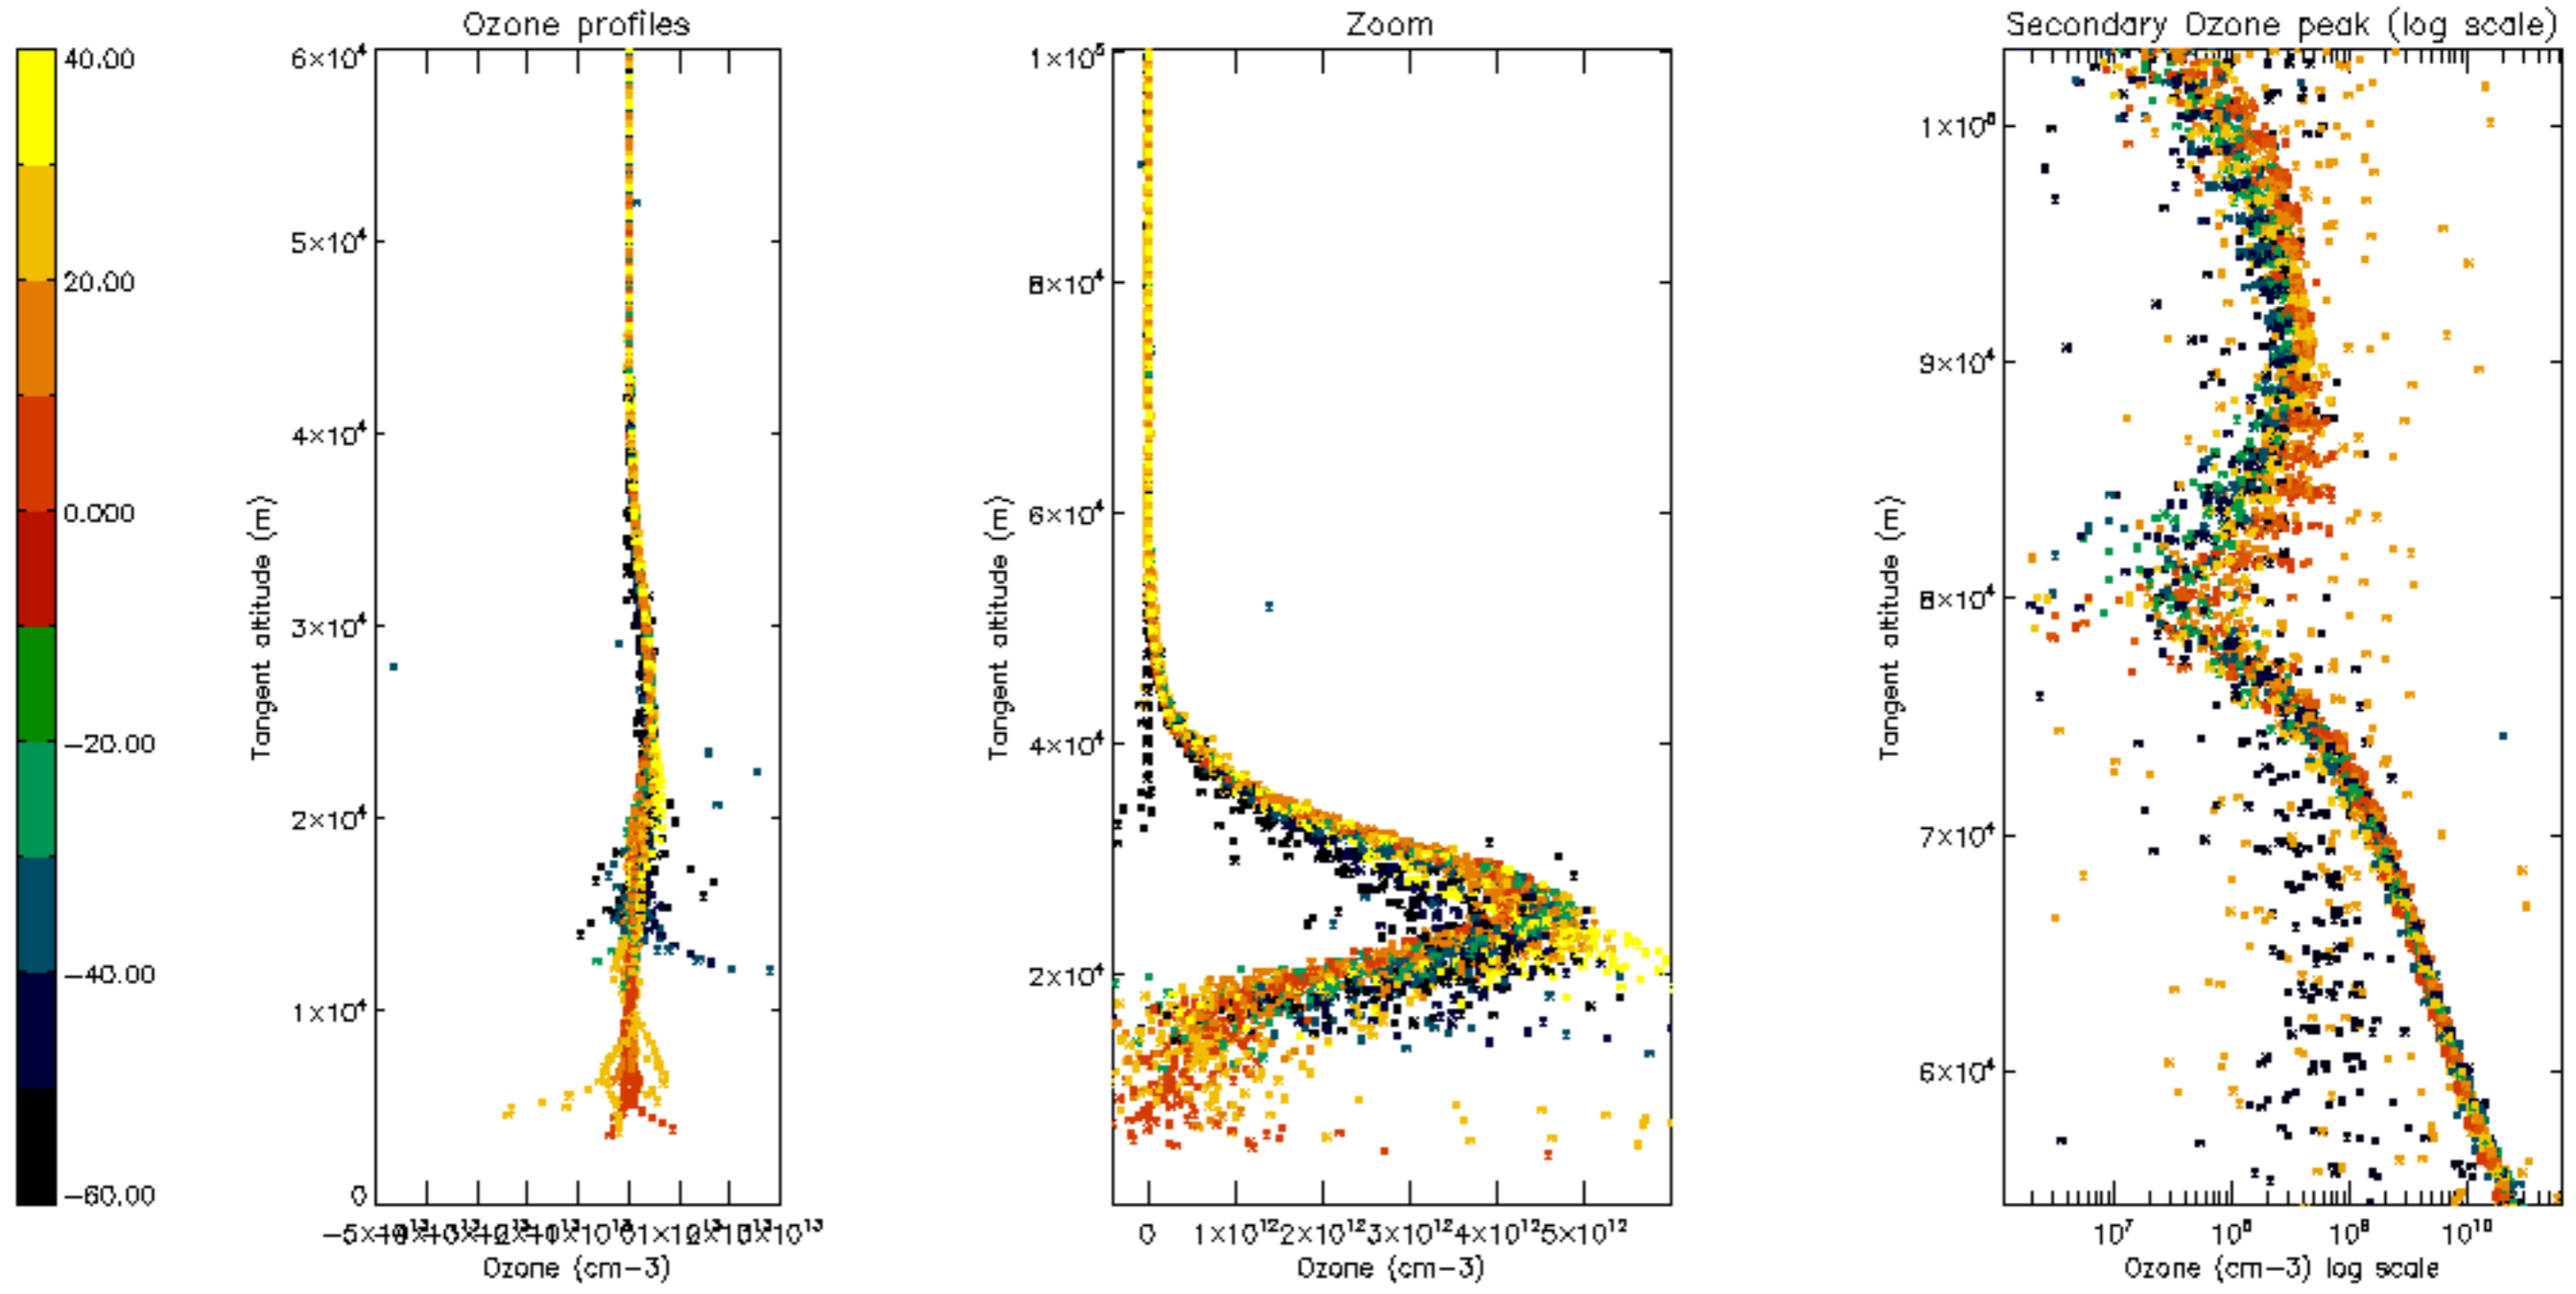 Ozone profiles
Zoom
Secondary Ozone peak (log scale)
40.00
20.00
0.000
−20.00
−40.00
−60.00
Tangent altitude (m)
6×10⁴
5×10⁴
4×10⁴
3×10⁴
2×10⁴
1×10⁴
0
Ozone (cm−3)
Tangent altitude (m)
1×10⁵
8×10⁴
6×10⁴
4×10⁴
2×10⁴
0 1×10¹² 2×10¹² 3×10¹² 4×10¹² 5×10¹²
Ozone (cm−3)
Tangent altitude (m)
1×10⁵
9×10⁴
8×10⁴
7×10⁴
6×10⁴
10⁷ 10⁸ 10⁹ 10¹⁰
Ozone (cm−3) log scale